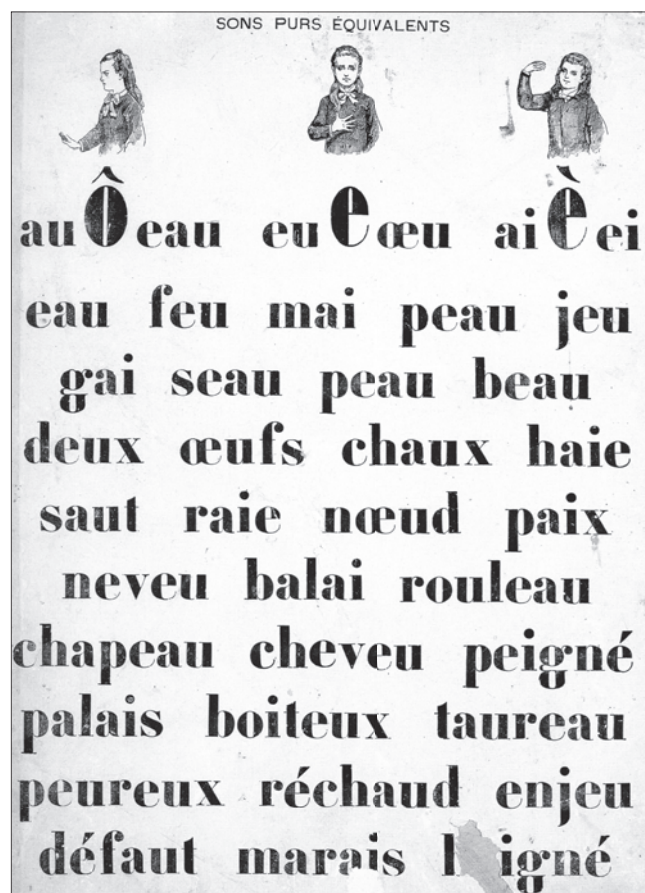 SONS PURS ÉQUIVALENTS
au ô eau eu e œu ai è ei
eau feu mai peau jeu
gai seau peau beau
deux œufs chaux haie
saut raie nœud paix
neveu balai rouleau
chapeau cheveu peigné
palais boiteux taureau
peureux réchaud enjeu
défaut marais